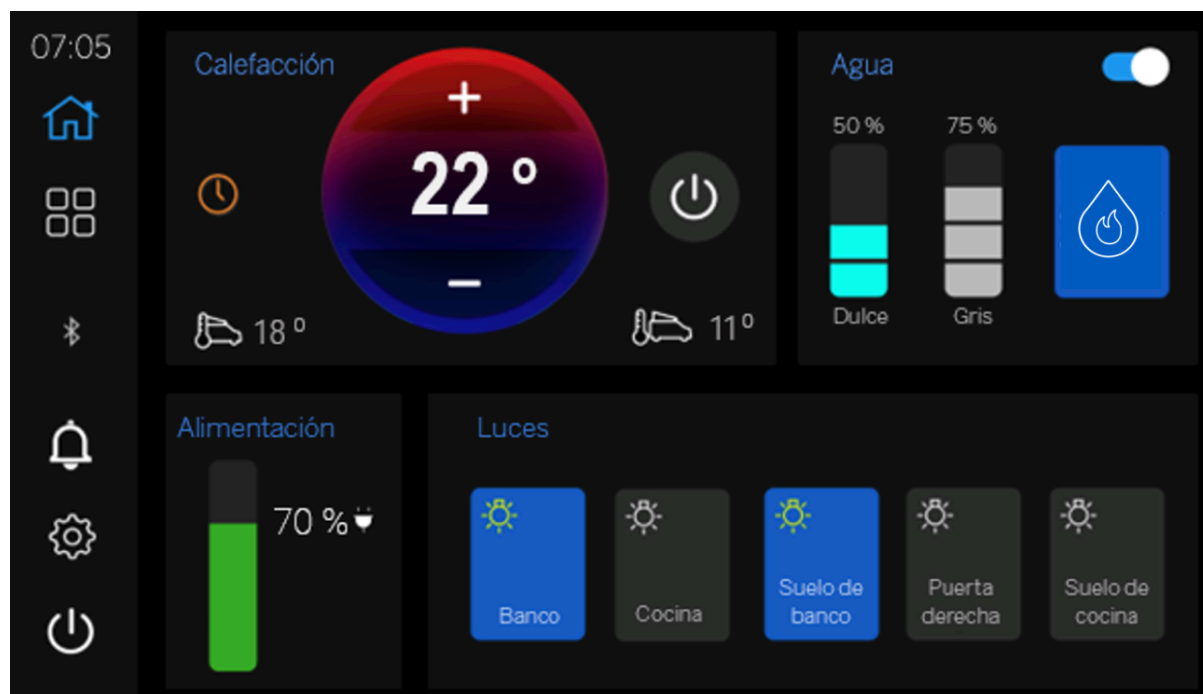 07:05
Calefacción
+
22 º
−
18 º
11º
Agua
50 %
75 %
Dulce
Gris
Alimentación
70 %
Luces
Banco
Cocina
Suelo de
banco
Puerta
derecha
Suelo de
cocina